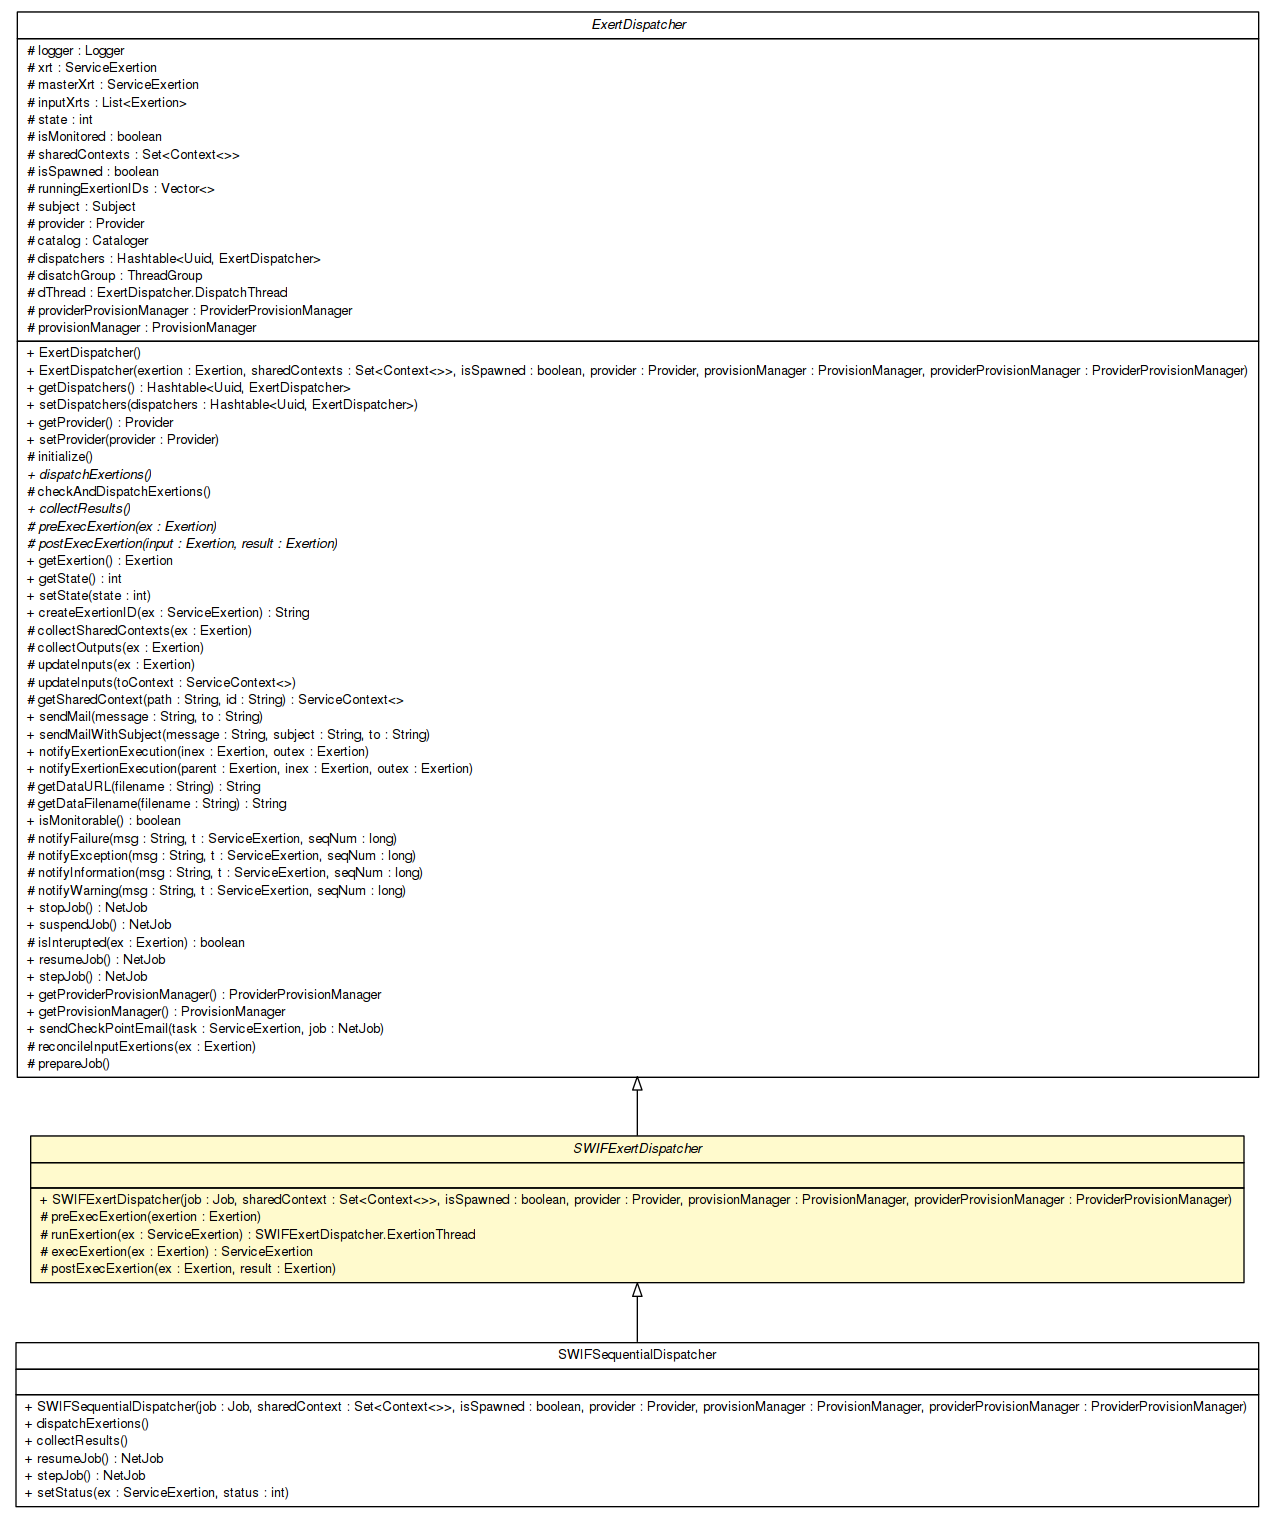 ExertDispatcher
# logger : Logger
# xrt : ServiceExertion
# masterXrt : ServiceExertion
# inputXrts : List<Exertion>
# state : int
# isMonitored : boolean
# sharedContexts : Set<Context<>>
# isSpawned : boolean
# runningExertionIDs : Vector<>
# subject : Subject
# provider : Provider
# catalog : Cataloger
# dispatchers : Hashtable<Uuid, ExertDispatcher>
# disatchGroup : ThreadGroup
# dThread : ExertDispatcher.DispatchThread
# providerProvisionManager : ProviderProvisionManager
# provisionManager : ProvisionManager
+ ExertDispatcher()
+ ExertDispatcher(exertion : Exertion, sharedContexts : Set<Context<>>, isSpawned : boolean, provider : Provider, provisionManager : ProvisionManager, providerProvisionManager : ProviderProvisionManager)
+ getDispatchers() : Hashtable<Uuid, ExertDispatcher>
+ setDispatchers(dispatchers : Hashtable<Uuid, ExertDispatcher>)
+ getProvider() : Provider
+ setProvider(provider : Provider)
# initialize()
+ dispatchExertions()
# checkAndDispatchExertions()
+ collectResults()
# preExecExertion(ex : Exertion)
# postExecExertion(input : Exertion, result : Exertion)
+ getExertion() : Exertion
+ getState() : int
+ setState(state : int)
+ createExertionID(ex : ServiceExertion) : String
# collectSharedContexts(ex : Exertion)
# collectOutputs(ex : Exertion)
# updateInputs(ex : Exertion)
# updateInputs(toContext : ServiceContext<>)
# getSharedContext(path : String, id : String) : ServiceContext<>
+ sendMail(message : String, to : String)
+ sendMailWithSubject(message : String, subject : String, to : String)
+ notifyExertionExecution(inex : Exertion, outex : Exertion)
+ notifyExertionExecution(parent : Exertion, inex : Exertion, outex : Exertion)
# getDataURL(filename : String) : String
# getDataFilename(filename : String) : String
+ isMonitorable() : boolean
# notifyFailure(msg : String, t : ServiceExertion, seqNum : long)
# notifyException(msg : String, t : ServiceExertion, seqNum : long)
# notifyInformation(msg : String, t : ServiceExertion, seqNum : long)
# notifyWarning(msg : String, t : ServiceExertion, seqNum : long)
+ stopJob() : NetJob
+ suspendJob() : NetJob
# isInterupted(ex : Exertion) : boolean
+ resumeJob() : NetJob
+ stepJob() : NetJob
+ getProviderProvisionManager() : ProviderProvisionManager
+ getProvisionManager() : ProvisionManager
+ sendCheckPointEmail(task : ServiceExertion, job : NetJob)
# reconcileInputExertions(ex : Exertion)
# prepareJob()
SWIFExertDispatcher
+ SWIFExertDispatcher(job : Job, sharedContext : Set<Context<>>, isSpawned : boolean, provider : Provider, provisionManager : ProvisionManager, providerProvisionManager : ProviderProvisionManager)
# preExecExertion(exertion : Exertion)
# runExertion(ex : ServiceExertion) : SWIFExertDispatcher.ExertionThread
# execExertion(ex : Exertion) : ServiceExertion
# postExecExertion(ex : Exertion, result : Exertion)
SWIFSequentialDispatcher
+ SWIFSequentialDispatcher(job : Job, sharedContext : Set<Context<>>, isSpawned : boolean, provider : Provider, provisionManager : ProvisionManager, providerProvisionManager : ProviderProvisionManager)
+ dispatchExertions()
+ collectResults()
+ resumeJob() : NetJob
+ stepJob() : NetJob
+ setStatus(ex : ServiceExertion, status : int)